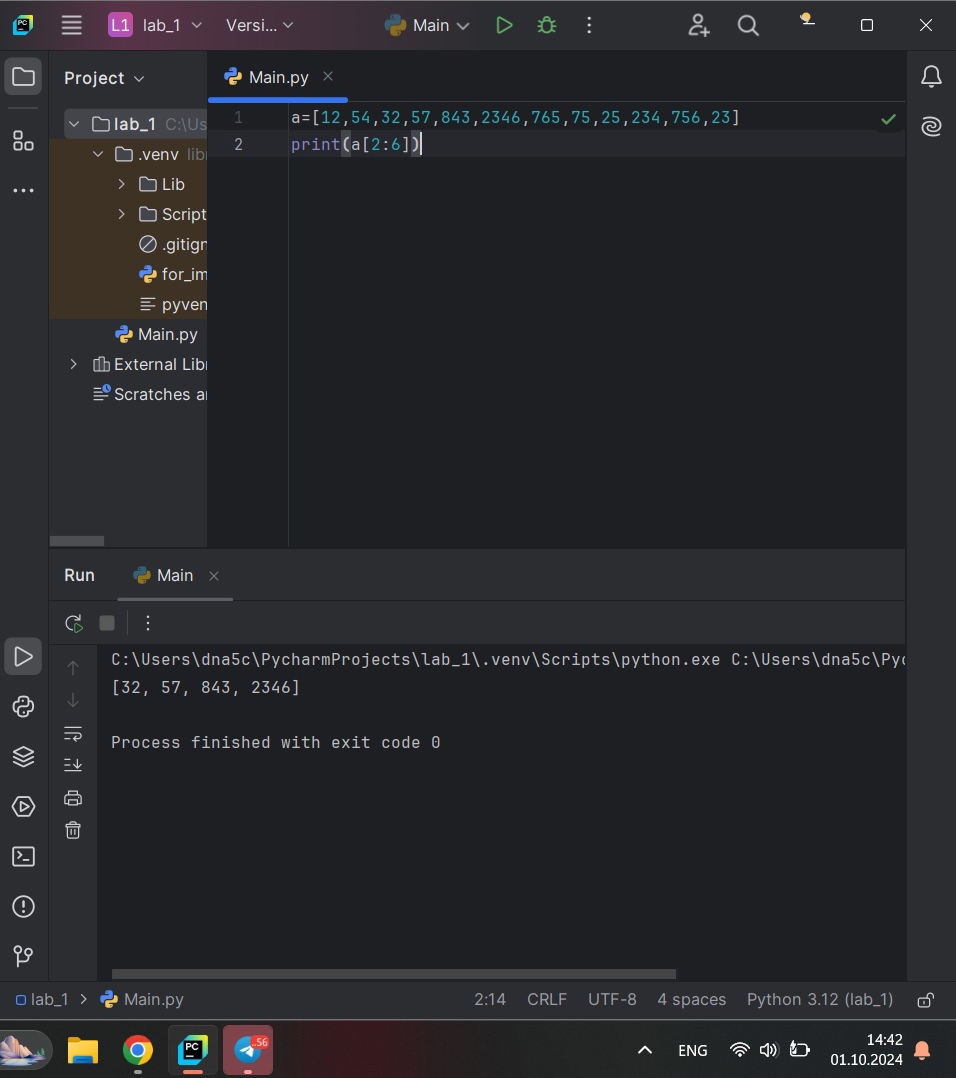 L1 lab_1 Versi... Main
Project
Main.py
lab_1 C:\Us
.venv lib
Lib
Script
.gitign
for_im
pyven
Main.py
External Libr
Scratches a
1 a=[12,54,32,57,843,2346,765,75,25,234,756,23]
2 print(a[2:6])
Run Main
C:\Users\dna5c\PycharmProjects\lab_1\.venv\Scripts\python.exe C:\Users\dna5c\Pyc
[32, 57, 843, 2346]
Process finished with exit code 0
lab_1 > Main.py 2:14 CRLF UTF-8 4 spaces Python 3.12 (lab_1)
PC ..56 ENG 14:42
01.10.2024